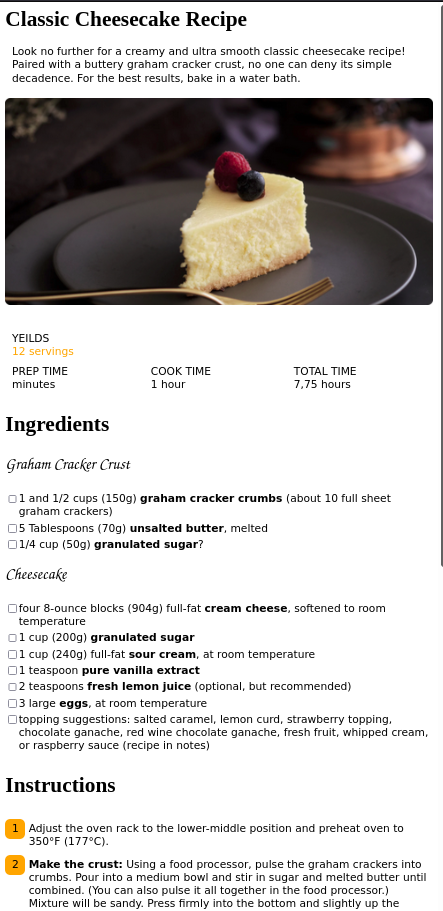 Classic Cheesecake Recipe
Look no further for a creamy and ultra smooth classic cheesecake recipe!
Paired with a buttery graham cracker crust, no one can deny its simple
decadence. For the best results, bake in a water bath.
YEILDS
12 servings
PREP TIME COOK TIME TOTAL TIME
minutes 1 hour 7,75 hours
Ingredients
Graham Cracker Crust
1 and 1/2 cups (150g) graham cracker crumbs (about 10 full sheet
graham crackers)
5 Tablespoons (70g) unsalted butter, melted
1/4 cup (50g) granulated sugar?
Cheesecake
four 8-ounce blocks (904g) full-fat cream cheese, softened to room
temperature
1 cup (200g) granulated sugar
1 cup (240g) full-fat sour cream, at room temperature
1 teaspoon pure vanilla extract
2 teaspoons fresh lemon juice (optional, but recommended)
3 large eggs, at room temperature
topping suggestions: salted caramel, lemon curd, strawberry topping,
chocolate ganache, red wine chocolate ganache, fresh fruit, whipped cream,
or raspberry sauce (recipe in notes)
Instructions
1 Adjust the oven rack to the lower-middle position and preheat oven to
350°F (177°C).
2 Make the crust: Using a food processor, pulse the graham crackers into
crumbs. Pour into a medium bowl and stir in sugar and melted butter until
combined. (You can also pulse it all together in the food processor.)
Mixture will be sandy. Press firmly into the bottom and slightly up the